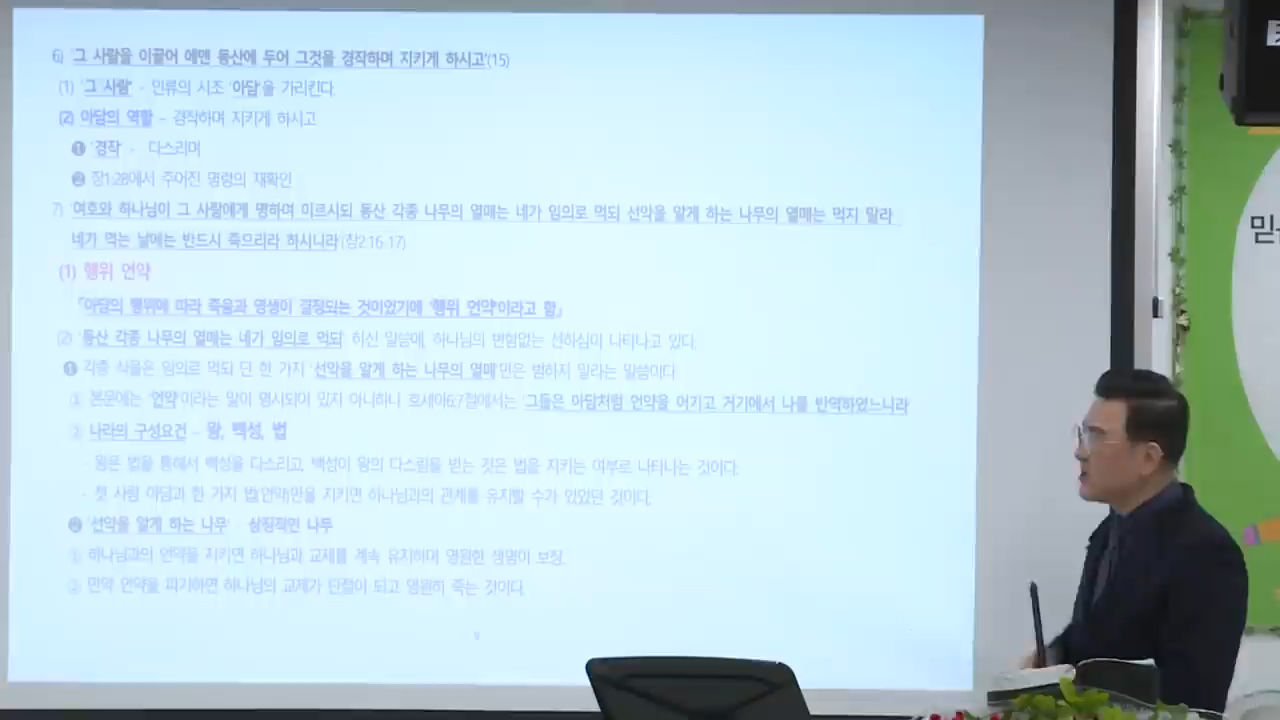 6) '그 사람을 이끌어 에덴 동산에 두어 그것을 경작하며 지키게 하시고'(15)
(1) '그 사람' - 인류의 시조 '아담'을 가리킨다.
(2) 아담의 역할 - 경작하며 지키게 하시고
❶ '경작' - 다스리며
❷ 창1:28에서 주어진 명령의 재확인
7) '여호와 하나님이 그 사람에게 명하여 이르시되 동산 각종 나무의 열매는 네가 임의로 먹되 선악을 알게 하는 나무의 열매는 먹지 말라
네가 먹는 날에는 반드시 죽으리라 하시니라'(창2:16-17)
(1) 행위 언약
「아담의 행위에 따라 죽음과 영생이 결정되는 것이었기에 '행위 언약'이라고 함」
(2) '동산 각종 나무의 열매는 네가 임의로 먹되' 하신 말씀에, 하나님의 변함없는 선하심이 나타나고 있다.
❶ 각종 식물은 임의로 먹되 단 한 가지 '선악을 알게 하는 나무의 열매'만은 범하지 말라는 말씀이다.
① 본문에는 '언약'이라는 말이 명시되어 있지 아니하나 호세아6:7절에서는 '그들은 아담처럼 언약을 어기고 거기에서 나를 반역하였느니라
② 나라의 구성요건 - 왕, 백성, 법
- 왕은 법을 통해서 백성을 다스리고, 백성이 왕의 다스림을 받는 것은 법을 지키는 여부로 나타나는 것이다.
- 첫 사람 아담과 한 가지 법(언약)만을 지키면 하나님과의 관계를 유지할 수가 있었던 것이다.
❷ '선악을 알게 하는 나무' 상징적인 나무
① 하나님과의 언약을 지키면 하나님과 교제를 계속 유지하며 영원한 생명이 보장.
② 만약 언약을 파기하면 하나님의 교제가 단절이 되고 영원히 죽는 것이다.